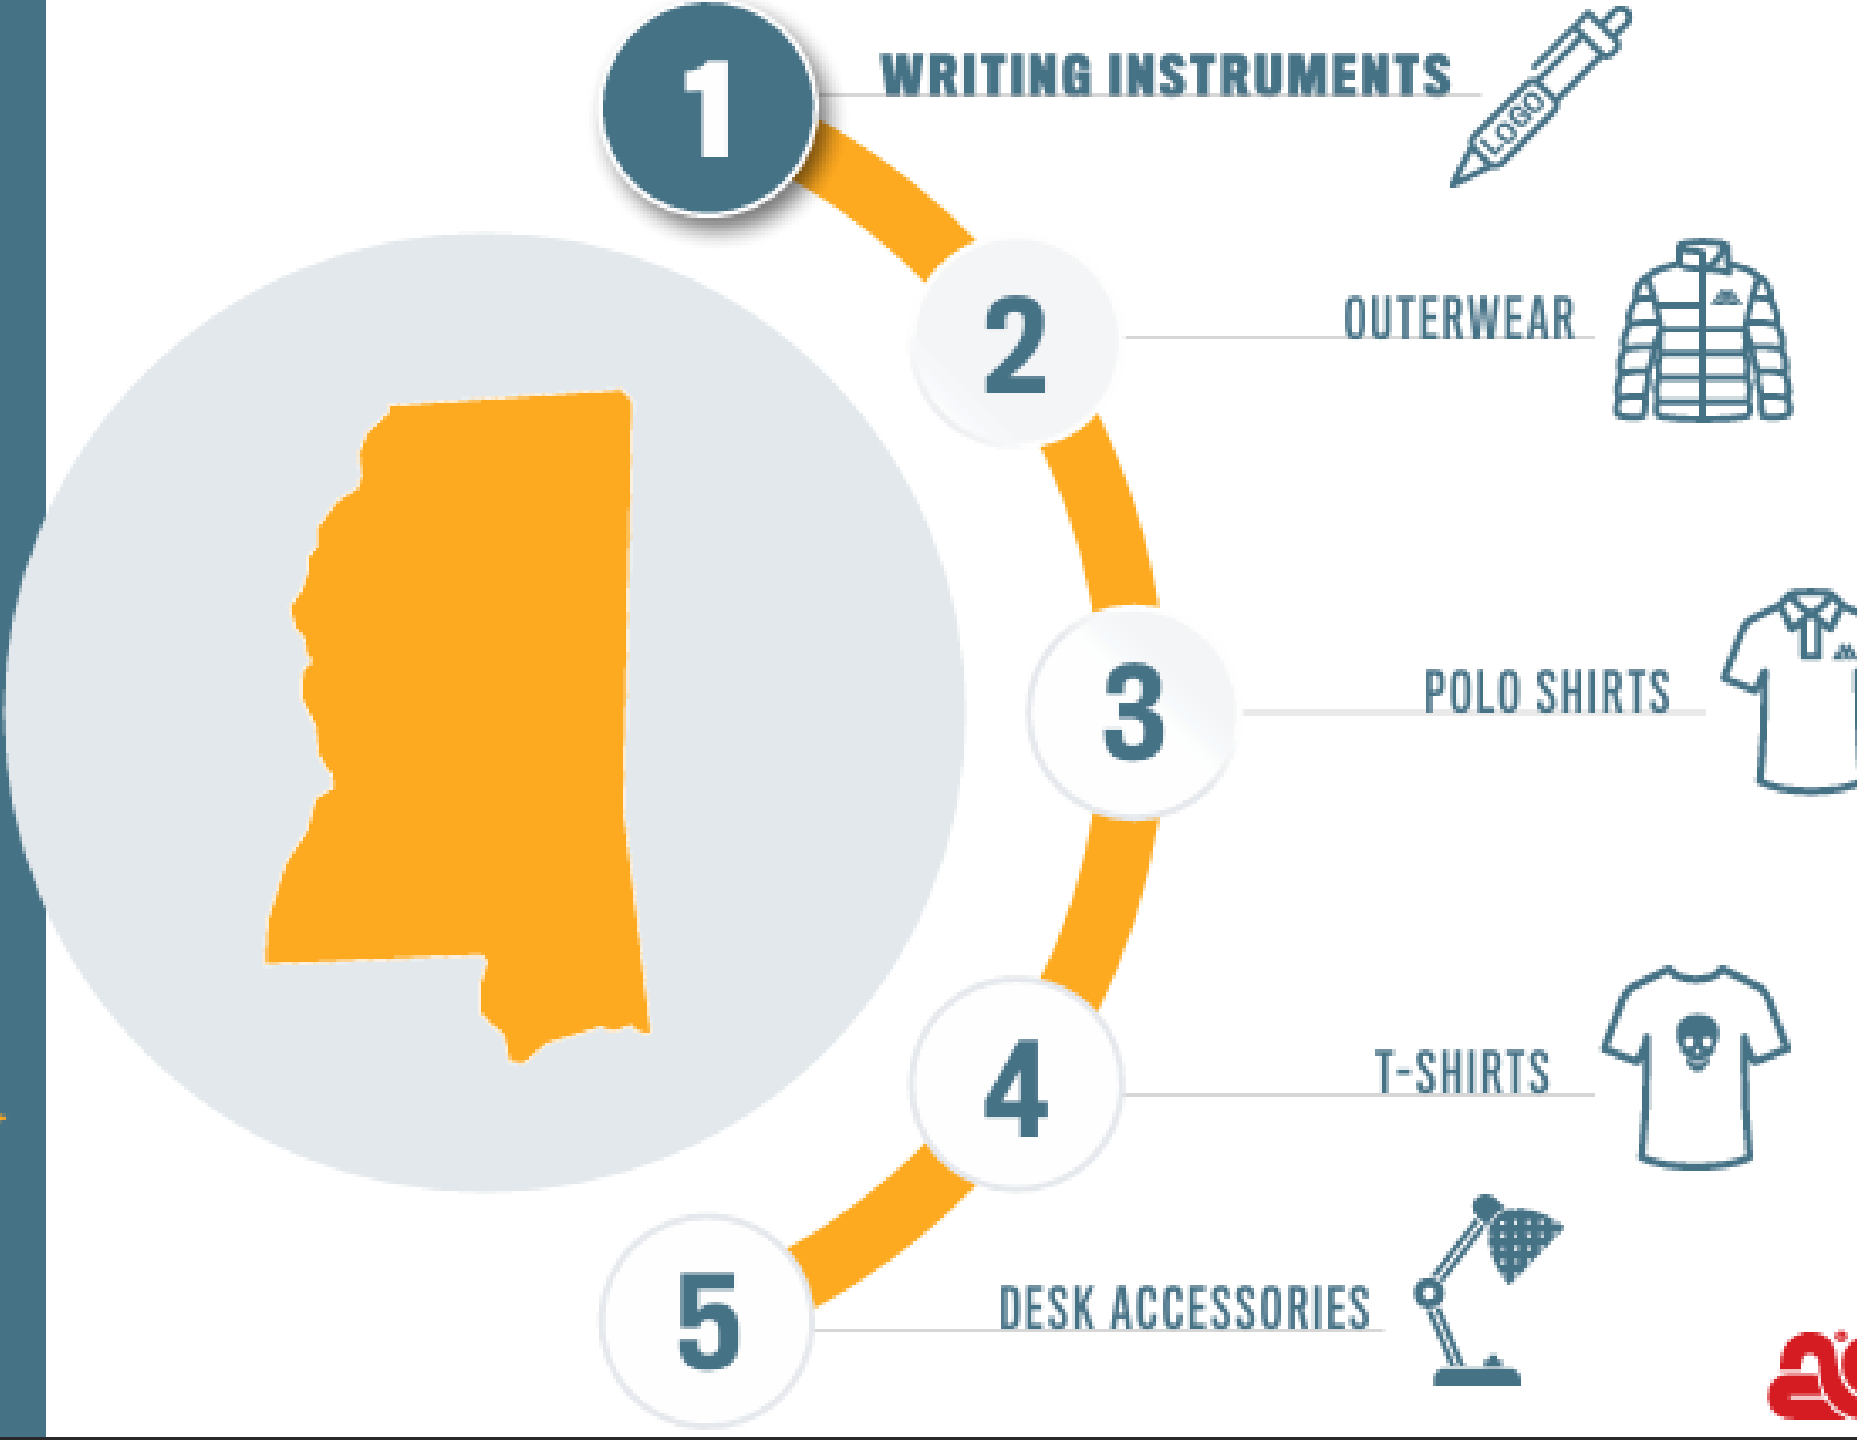 1
WRITING INSTRUMENTS
LOGO
2
OUTERWEAR
3
POLO SHIRTS
4
T-SHIRTS
5
DESK ACCESSORIES